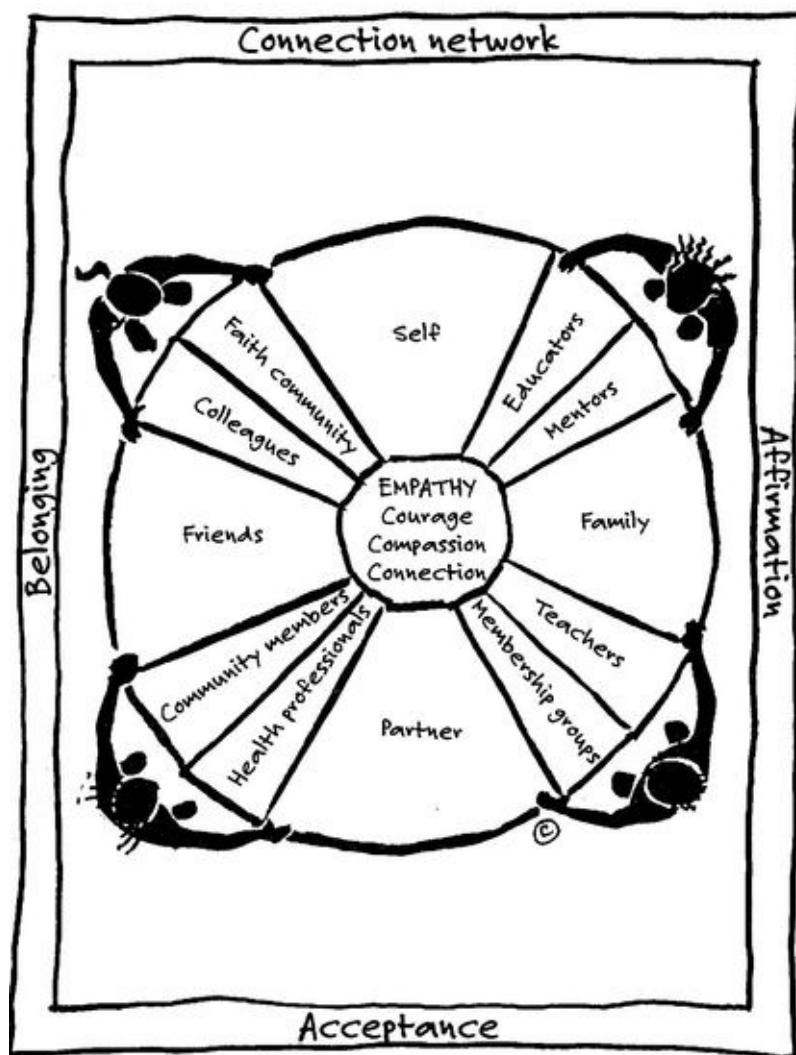 Connection network
Self
Faith community
Educators
Colleagues
Mentors
EMPATHY
Courage
Compassion
Connection
Friends
Family
Belonging
Affirmation
Community members
Teachers
Health professionals
Membership groups
Partner
©
Acceptance